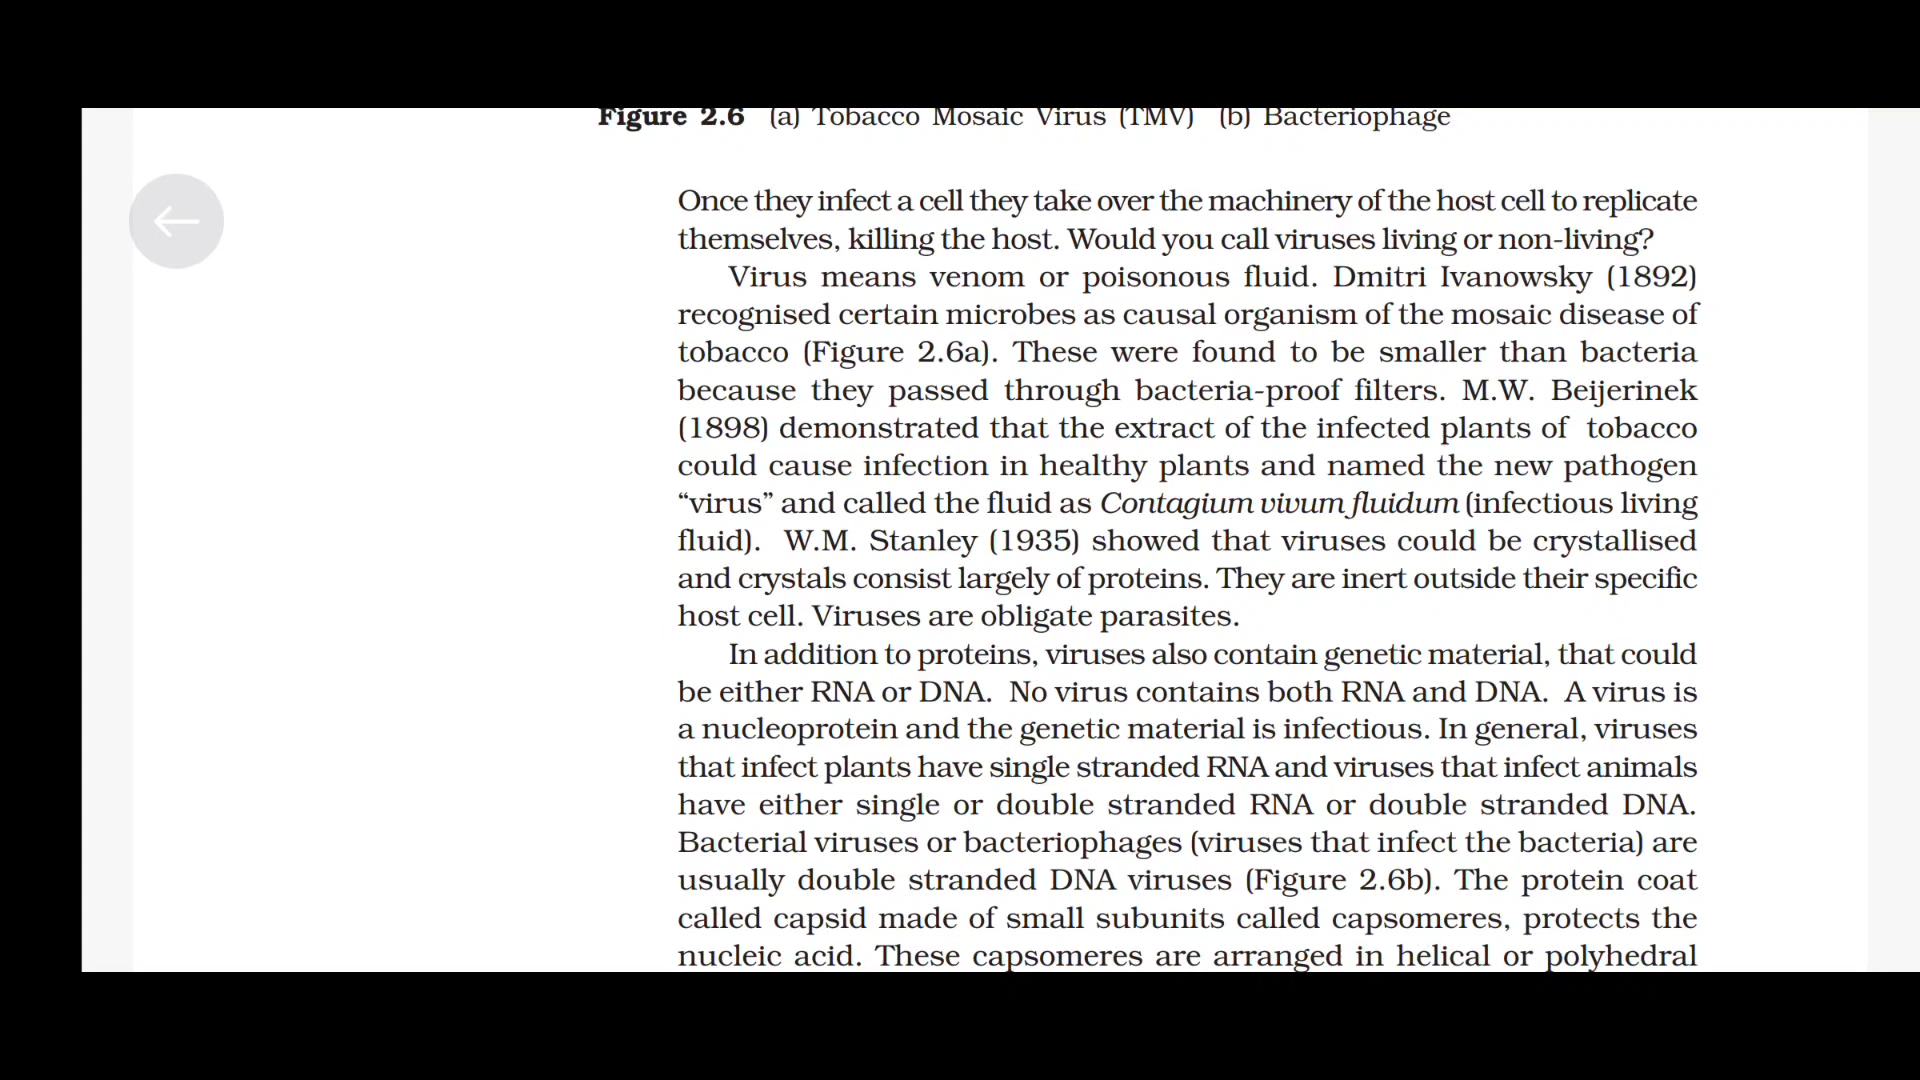 Figure 2.6 (a) Tobacco Mosaic Virus (TMV) (b) Bacteriophage
Once they infect a cell they take over the machinery of the host cell to replicate
themselves, killing the host. Would you call viruses living or non-living?
Virus means venom or poisonous fluid. Dmitri Ivanowsky (1892)
recognised certain microbes as causal organism of the mosaic disease of
tobacco (Figure 2.6a). These were found to be smaller than bacteria
because they passed through bacteria-proof filters. M.W. Beijerinek
(1898) demonstrated that the extract of the infected plants of tobacco
could cause infection in healthy plants and named the new pathogen
“virus” and called the fluid as Contagium vivum fluidum (infectious living
fluid). W.M. Stanley (1935) showed that viruses could be crystallised
and crystals consist largely of proteins. They are inert outside their specific
host cell. Viruses are obligate parasites.
In addition to proteins, viruses also contain genetic material, that could
be either RNA or DNA. No virus contains both RNA and DNA. A virus is
a nucleoprotein and the genetic material is infectious. In general, viruses
that infect plants have single stranded RNA and viruses that infect animals
have either single or double stranded RNA or double stranded DNA.
Bacterial viruses or bacteriophages (viruses that infect the bacteria) are
usually double stranded DNA viruses (Figure 2.6b). The protein coat
called capsid made of small subunits called capsomeres, protects the
nucleic acid. These capsomeres are arranged in helical or polyhedral